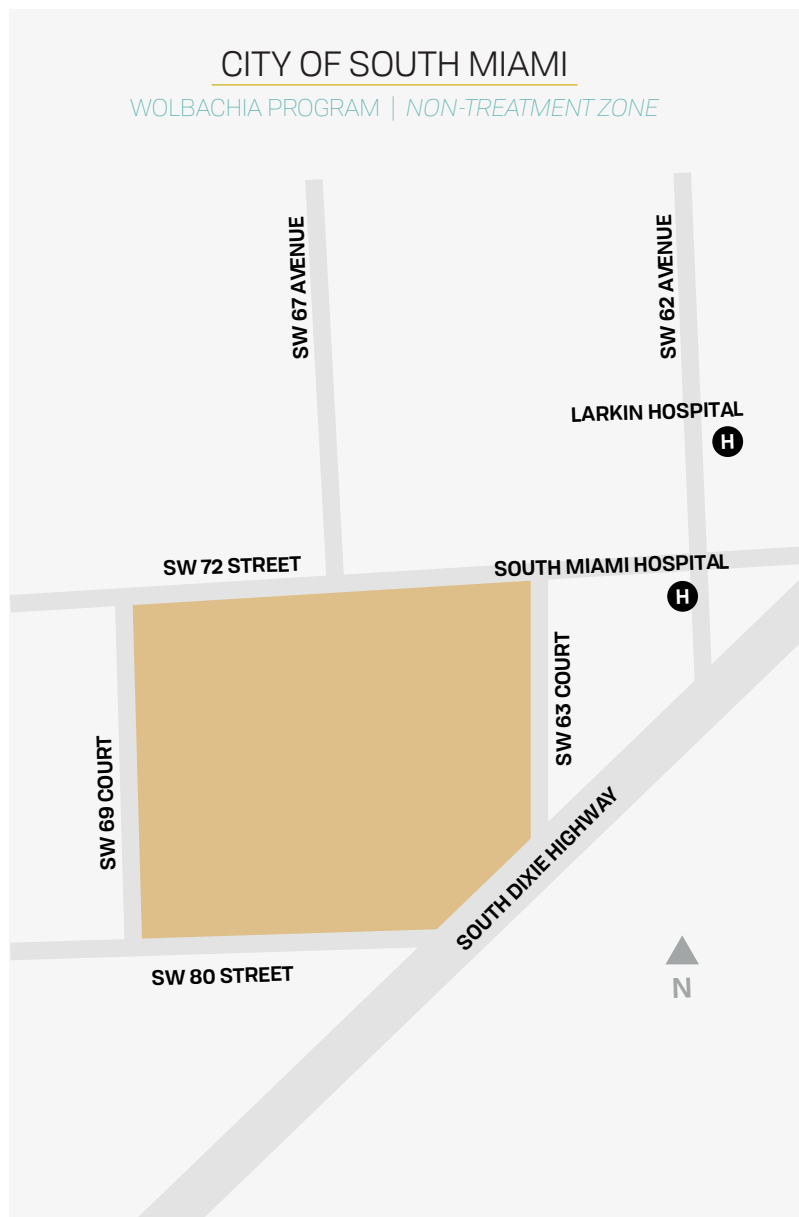 CITY OF SOUTH MIAMI
WOLBACHIA PROGRAM | NON-TREATMENT ZONE
SW 67 AVENUE
SW 62 AVENUE
LARKIN HOSPITAL
H
SW 72 STREET
SOUTH MIAMI HOSPITAL
H
SW 63 COURT
SW 69 COURT
SOUTH DIXIE HIGHWAY
SW 80 STREET
N